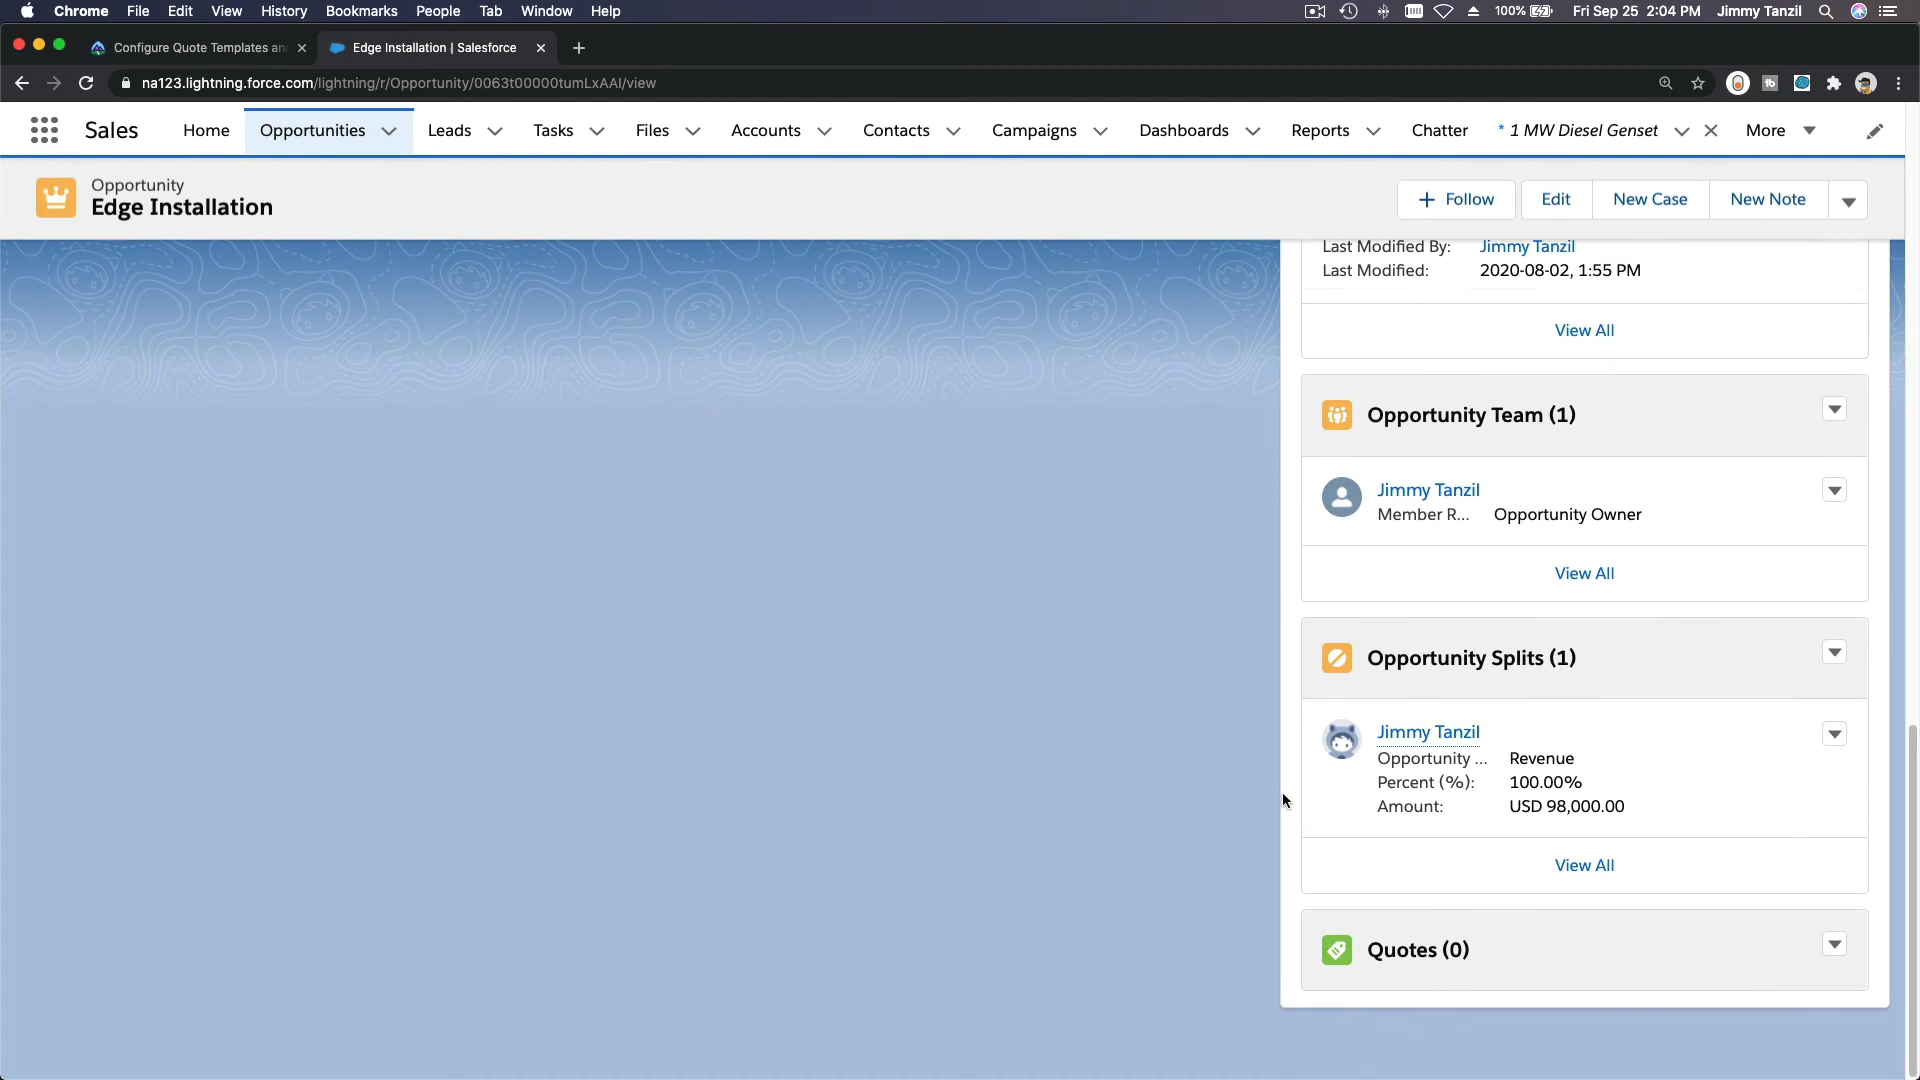 Chrome File Edit View History Bookmarks People Tab Window Help 100% Fri Sep 25 2:04 PM Jimmy Tanzil
Configure Quote Templates an Edge Installation | Salesforce
na123.lightning.force.com/lightning/r/Opportunity/0063t00000tumLxAAI/view
Sales Home Opportunities Leads Tasks Files Accounts Contacts Campaigns Dashboards Reports Chatter * 1 MW Diesel Genset More
Opportunity
Edge Installation
+ Follow Edit New Case New Note
Last Modified By: Jimmy Tanzil
Last Modified: 2020-08-02, 1:55 PM
View All
Opportunity Team (1)
Jimmy Tanzil
Member R... Opportunity Owner
View All
Opportunity Splits (1)
Jimmy Tanzil
Opportunity ... Revenue
Percent (%): 100.00%
Amount: USD 98,000.00
View All
Quotes (0)